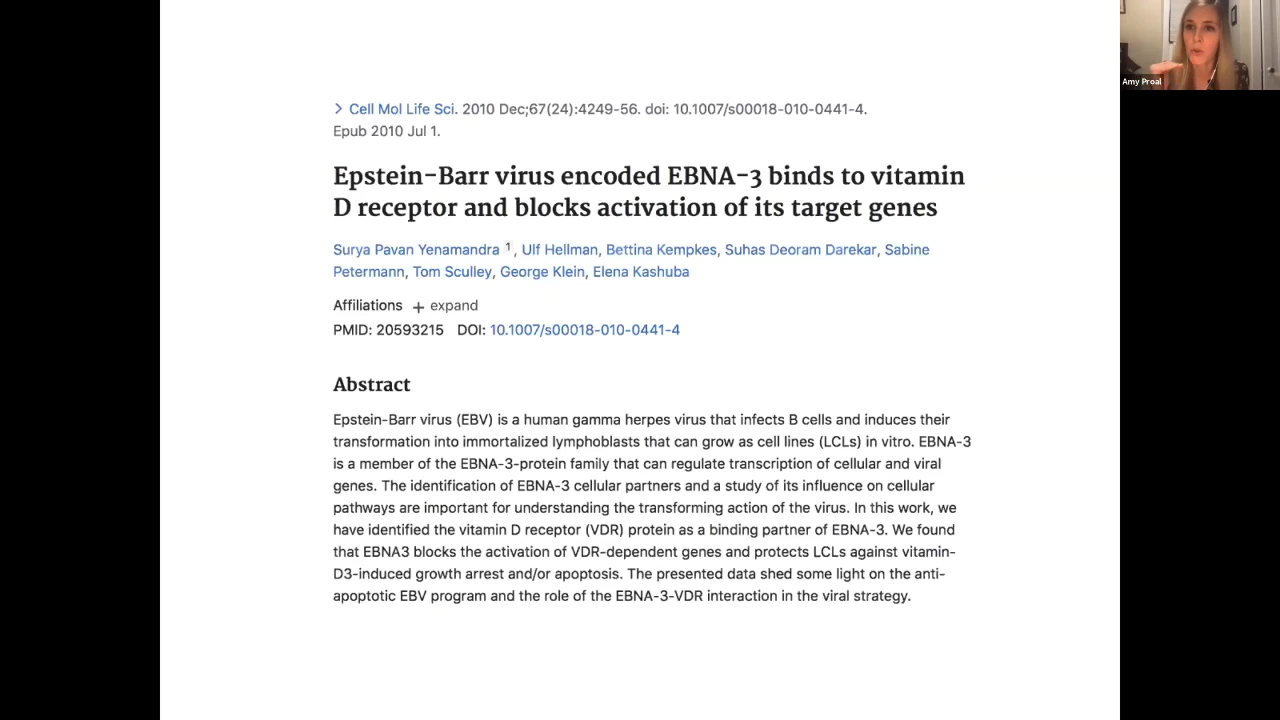 > Cell Mol Life Sci. 2010 Dec;67(24):4249-56. doi: 10.1007/s00018-010-0441-4.
Epub 2010 Jul 1.
Epstein-Barr virus encoded EBNA-3 binds to vitamin
D receptor and blocks activation of its target genes
Surya Pavan Yenamandra 1, Ulf Hellman, Bettina Kempkes, Suhas Deoram Darekar, Sabine
Petermann, Tom Sculley, George Klein, Elena Kashuba
Affiliations + expand
PMID: 20593215 DOI: 10.1007/s00018-010-0441-4
Abstract
Epstein-Barr virus (EBV) is a human gamma herpes virus that infects B cells and induces their
transformation into immortalized lymphoblasts that can grow as cell lines (LCLs) in vitro. EBNA-3
is a member of the EBNA-3-protein family that can regulate transcription of cellular and viral
genes. The identification of EBNA-3 cellular partners and a study of its influence on cellular
pathways are important for understanding the transforming action of the virus. In this work, we
have identified the vitamin D receptor (VDR) protein as a binding partner of EBNA-3. We found
that EBNA3 blocks the activation of VDR-dependent genes and protects LCLs against vitamin-
D3-induced growth arrest and/or apoptosis. The presented data shed some light on the anti-
apoptotic EBV program and the role of the EBNA-3-VDR interaction in the viral strategy.
Amy Proal